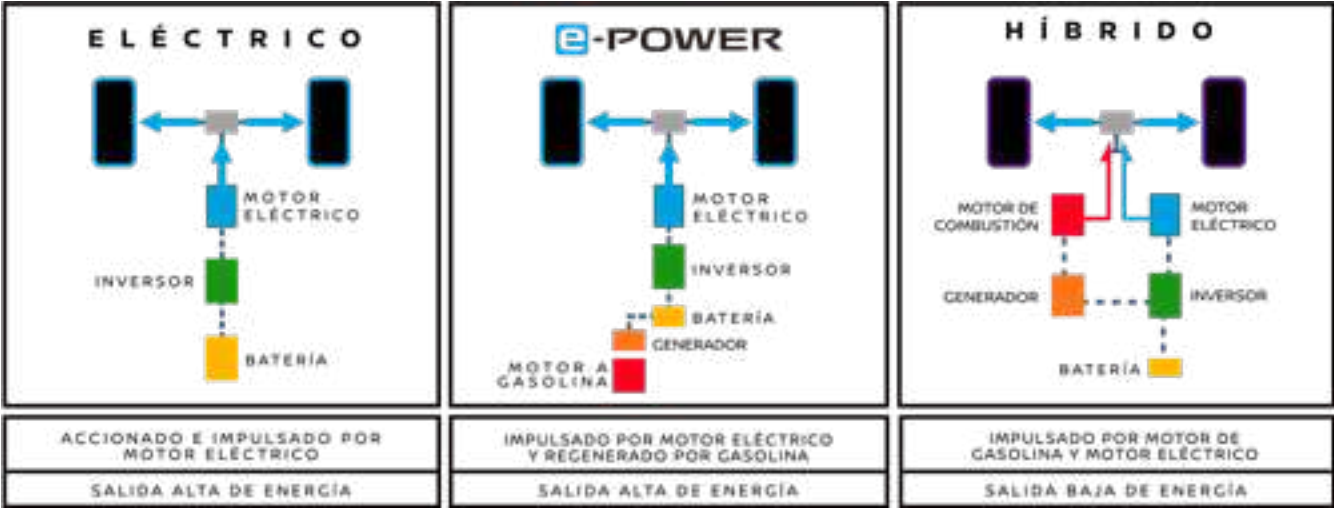 ELÉCTRICO
MOTOR
ELÉCTRICO
INVERSOR
BATERÍA
ACCIONADO E IMPULSADO POR
MOTOR ELÉCTRICO
SALIDA ALTA DE ENERGÍA
e-POWER
MOTOR
ELÉCTRICO
INVERSOR
BATERÍA
GENERADOR
MOTOR A
GASOLINA
IMPULSADO POR MOTOR ELÉCTRICO
Y REGENERADO POR GASOLINA
SALIDA ALTA DE ENERGÍA
HÍBRIDO
MOTOR DE
COMBUSTIÓN
MOTOR
ELÉCTRICO
GENERADOR
INVERSOR
BATERÍA
IMPULSADO POR MOTOR DE
GASOLINA Y MOTOR ELÉCTRICO
SALIDA BAJA DE ENERGÍA